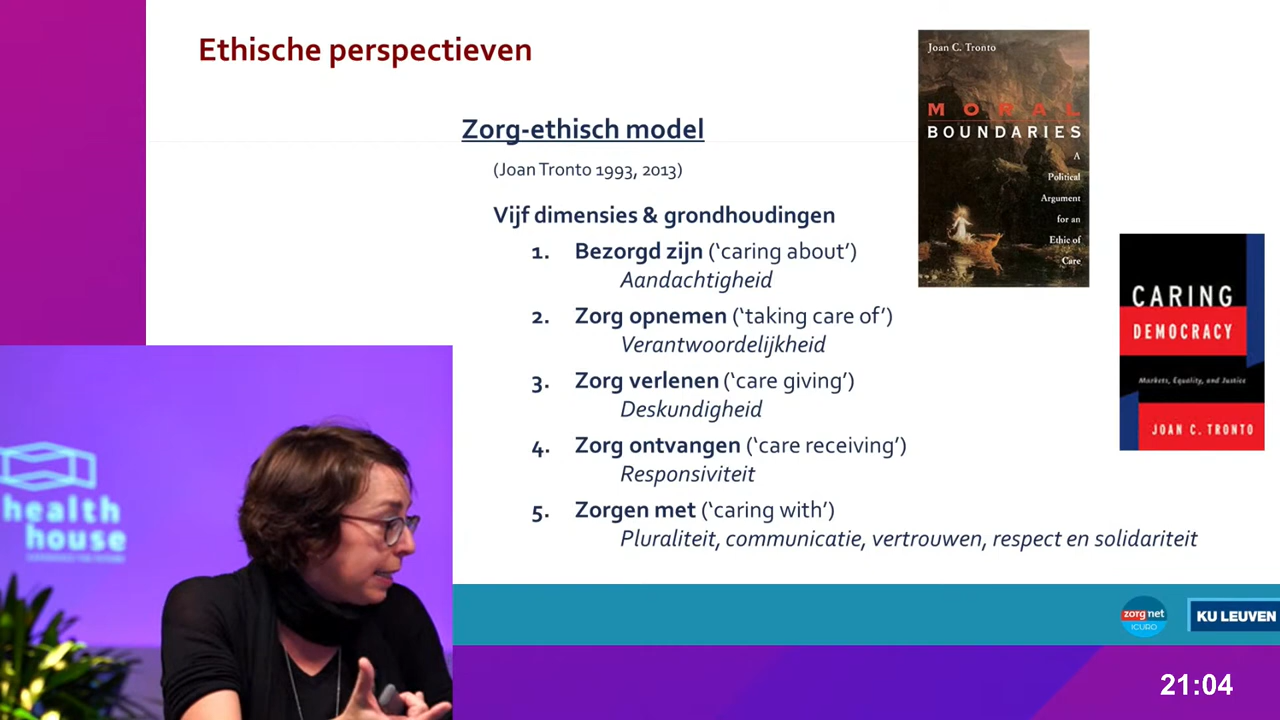 Ethische perspectieven
Zorg-ethisch model
(Joan Tronto 1993, 2013)
Vijf dimensies & grondhoudingen
1. Bezorgd zijn (‘caring about’)
Aandachtigheid
2. Zorg opnemen (‘taking care of’)
Verantwoordelijkheid
3. Zorg verlenen (‘care giving’)
Deskundigheid
4. Zorg ontvangen (‘care receiving’)
Responsiviteit
5. Zorgen met (‘caring with’)
Pluraliteit, communicatie, vertrouwen, respect en solidariteit
Joan C. Tronto
MORAL
BOUNDARIES
A
Political
Argument
for an
Ethic of
Care
CARING
DEMOCRACY
Markets, Equality, and Justice
JOAN C. TRONTO
health
house
zorg net
ICURO
KU LEUVEN
21:04